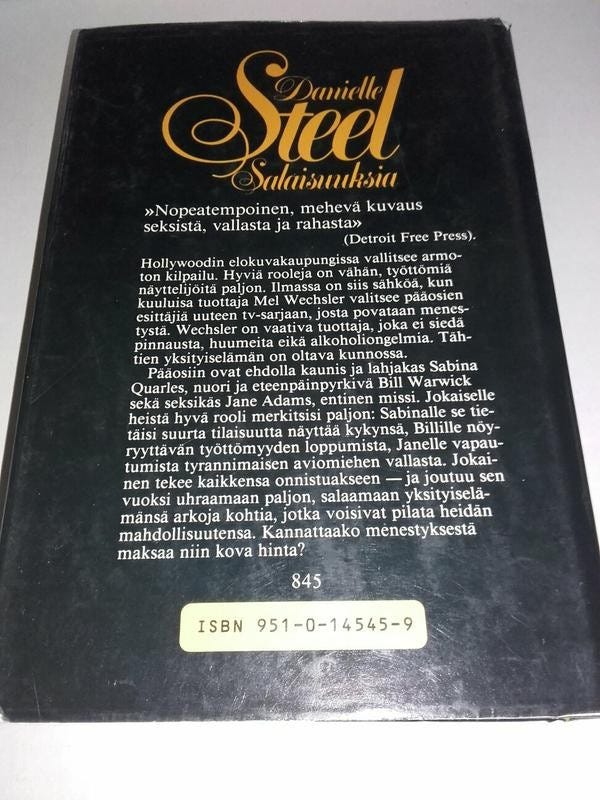 Danielle
Steel
Salaisuuksia
»Nopeatempoinen, mehevä kuvaus
seksistä, vallasta ja rahasta»
(Detroit Free Press).
Hollywoodin elokuvakaupungissa vallitsee armo-
ton kilpailu. Hyviä rooleja on vähän, työttömiä
näyttelijöitä paljon. Ilmassa on siis sähköä, kun
kuuluisa tuottaja Mel Wechsler valitsee pääosien
esittäjiä uuteen tv-sarjaan, josta povataan menes-
tystä. Wechsler on vaativa tuottaja, joka ei siedä
pinnausta, huumeita eikä alkoholiongelmia. Täh-
tien yksityiselämän on oltava kunnossa.
Pääosiin ovat ehdolla kaunis ja lahjakas Sabina
Quarles, nuori ja eteenpäinpyrkivä Bill Warwick
sekä seksikäs Jane Adams, entinen missi. Jokaiselle
heistä hyvä rooli merkitsisi paljon: Sabinalle se tie-
täisi suurta tilaisuutta näyttää kykynsä, Billille nöy-
ryyttävän työttömyyden loppumista, Janelle vapau-
tumista tyrannimaisen aviomiehen vallasta. Jokai-
nen tekee kaikkensa onnistuakseen — ja joutuu sen
vuoksi uhraamaan paljon, salaamaan yksityiselä-
mänsä arkoja kohtia, jotka voisivat pilata heidän
mahdollisuutensa. Kannattaako menestyksestä
maksaa niin kova hinta?
845
ISBN 951-0-14545-9